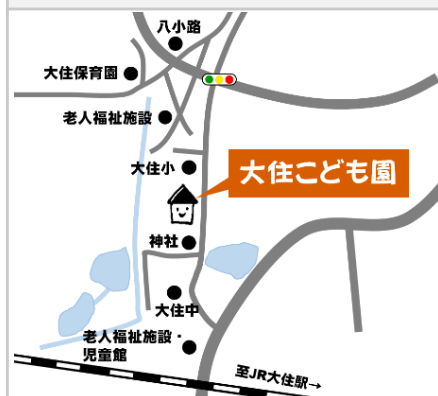 八小路
大住保育園
老人福祉施設
大住小
大住こども園
神社
大住中
老人福祉施設・
児童館
至JR大住駅→